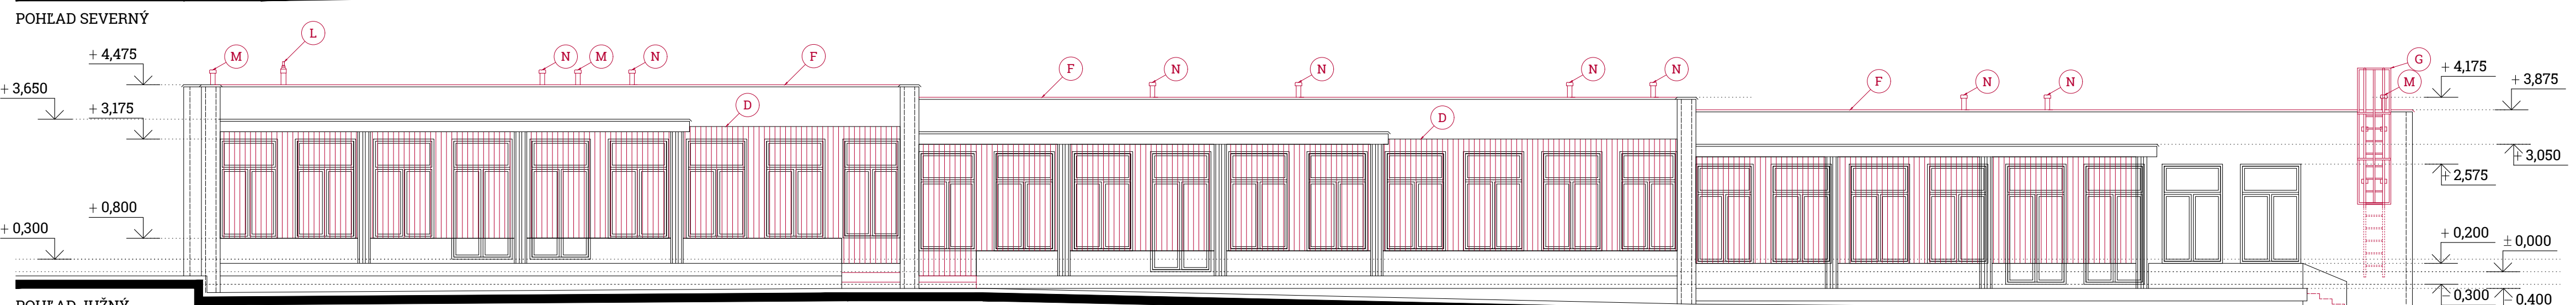 POHĽAD SEVERNÝ
+ 4,475
+ 3,650
+ 3,175
+ 0,800
+ 0,300
M
L
N
M
N
F
D
F
N
N
D
N
N
F
N
N
G
M
+ 4,175
+ 3,875
+ 3,050
+ 2,575
+ 0,200
± 0,000
− 0,300
− 0,400
POHĽAD JUŽNÝ